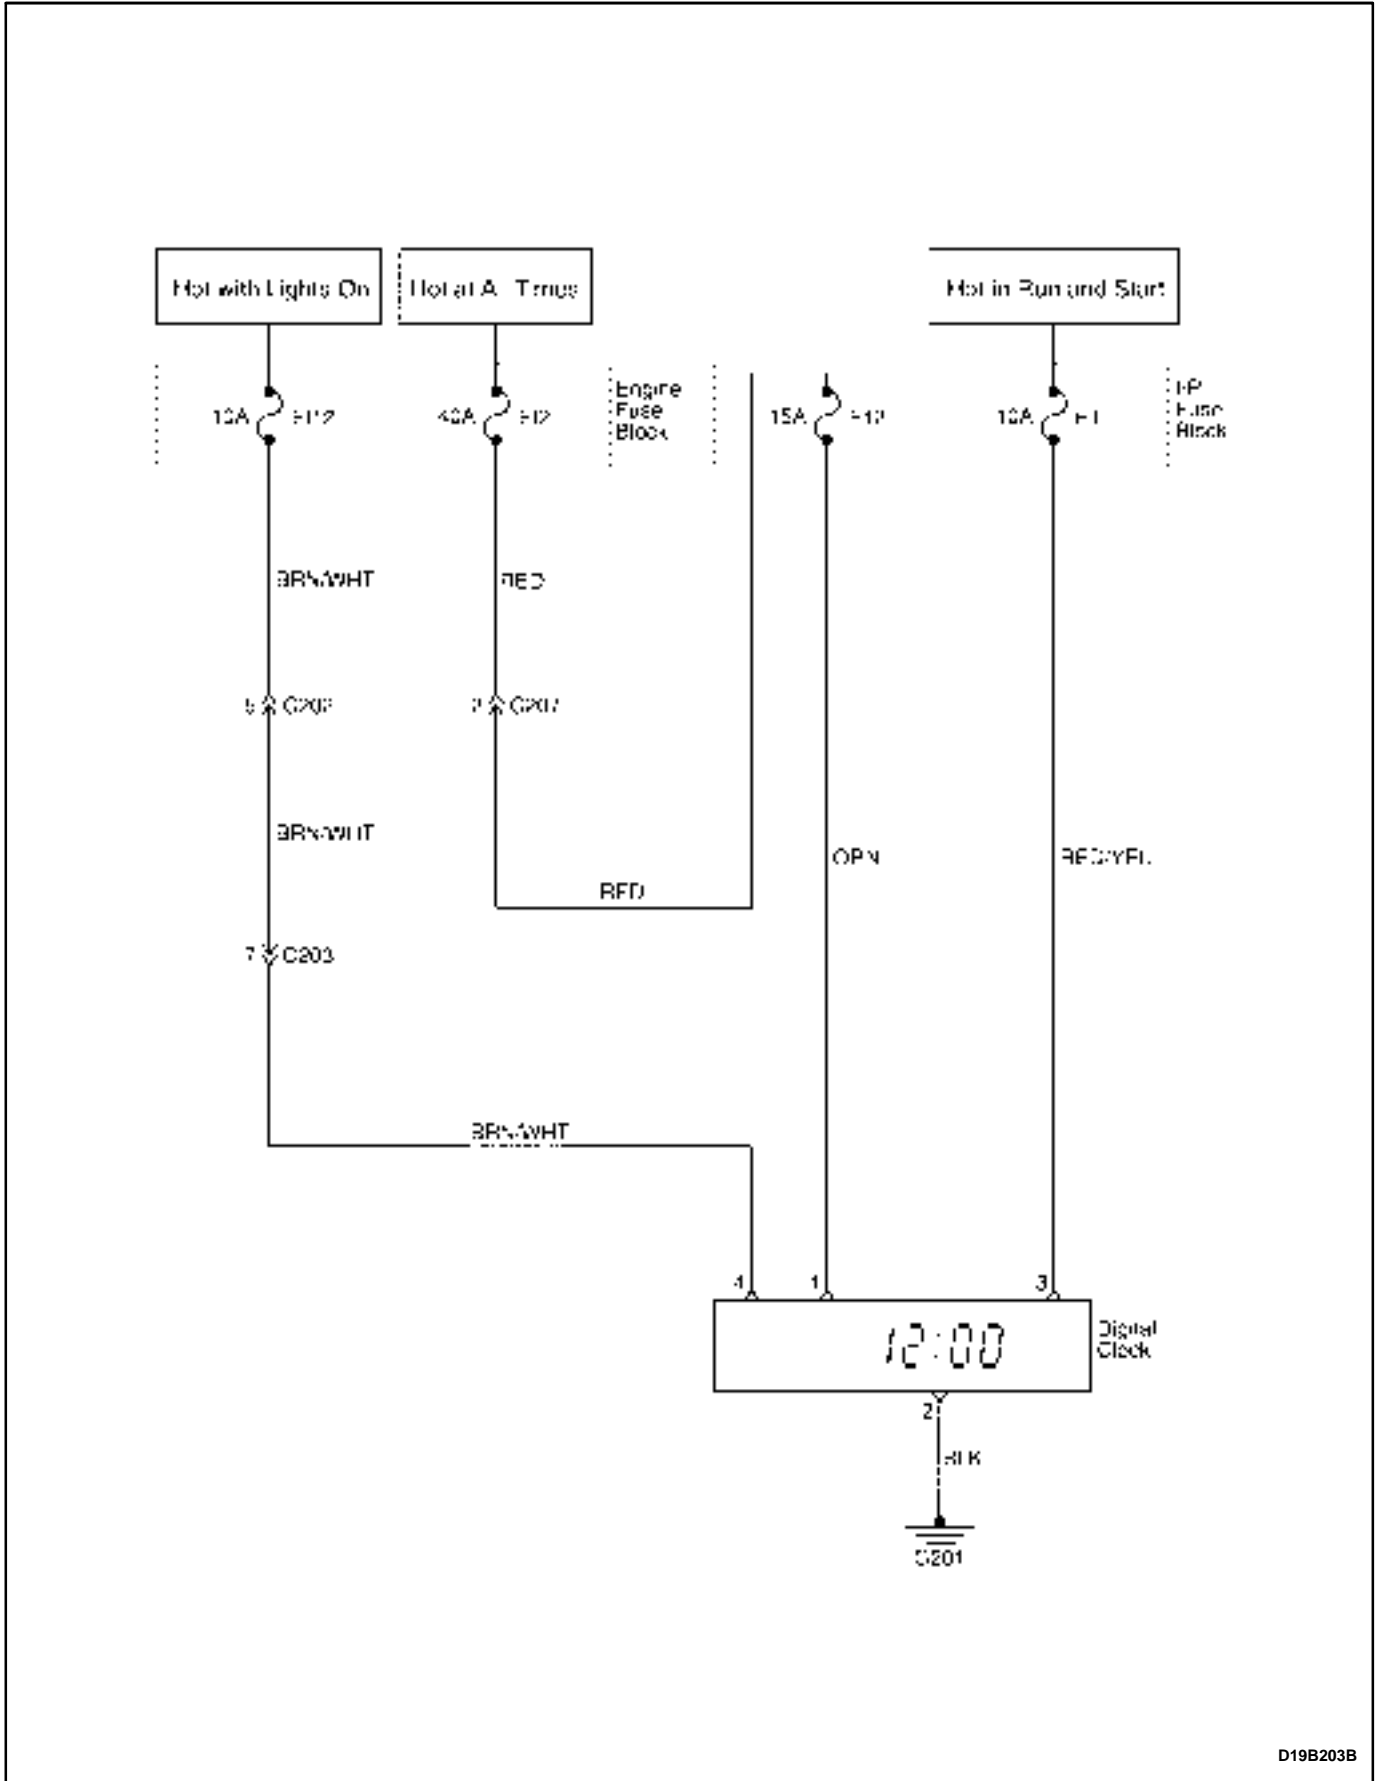 Hot with Lights On
Hot at All Times
Hot in Run and Start
10A
40A
Engine
Fuse
Block
15A
10A
Fuse
Block
BRN/WHT
RED
5 C202
2 C207
BRN/WHT
ORN
RED/YEL
RED
7 C203
BRN/WHT
4
1
3
12:00
Digital
Clock
2
BLK
G201
D19B203B